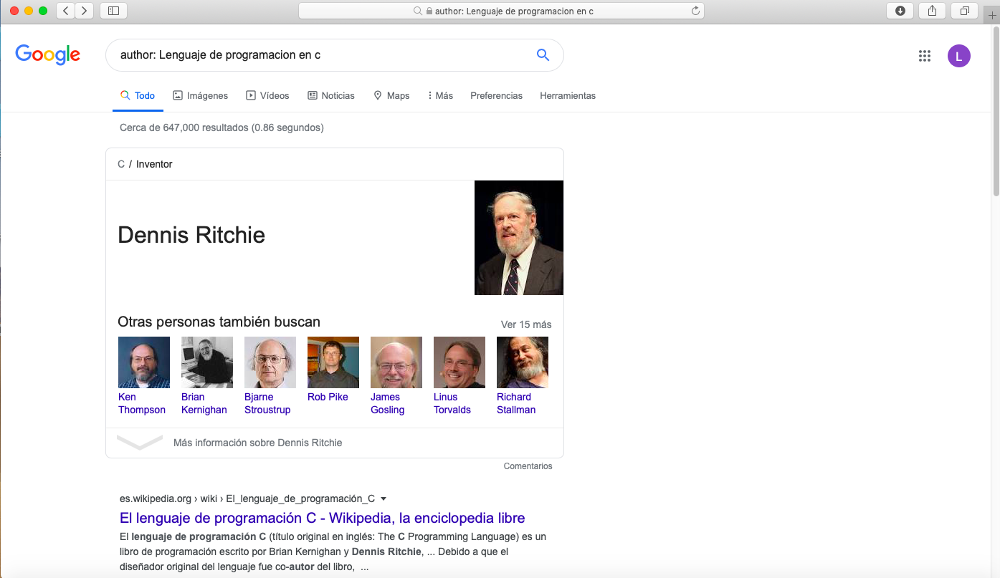 author: Lenguaje de programacion en c
Google
author: Lenguaje de programacion en c
L
Todo Imágenes Vídeos Noticias Maps Más Preferencias Herramientas
Cerca de 647,000 resultados (0.86 segundos)
C / Inventor
Dennis Ritchie
Otras personas también buscan
Ver 15 más
Ken Thompson
Brian Kernighan
Bjarne Stroustrup
Rob Pike
James Gosling
Linus Torvalds
Richard Stallman
Más información sobre Dennis Ritchie
Comentarios
es.wikipedia.org › wiki › El_lenguaje_de_programación_C
El lenguaje de programación C - Wikipedia, la enciclopedia libre
El lenguaje de programación C (título original en inglés: The C Programming Language) es un
libro de programación escrito por Brian Kernighan y Dennis Ritchie, ... Debido a que el
diseñador original del lenguaje fue co-autor del libro, ...